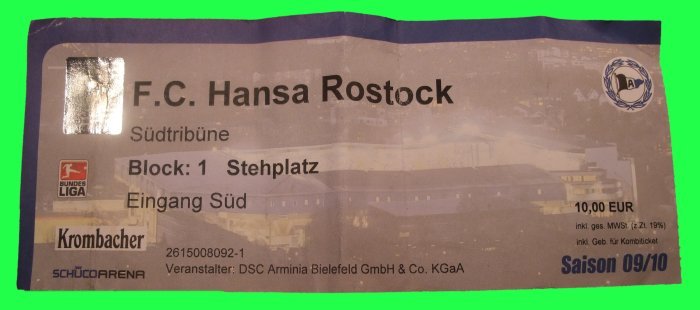 F.C. Hansa Rostock
Südtribüne
Block: 1 Stehplatz
Eingang Süd
BUNDES
LIGA
Krombacher
SCHÜCOARENA
2615008092-1
Veranstalter: DSC Arminia Bielefeld GmbH & Co. KGaA
A
10,00 EUR
inkl. ges. MWSt. (z.Zt. 19%)
inkl. Geb. für Kombiticket
Saison 09/10